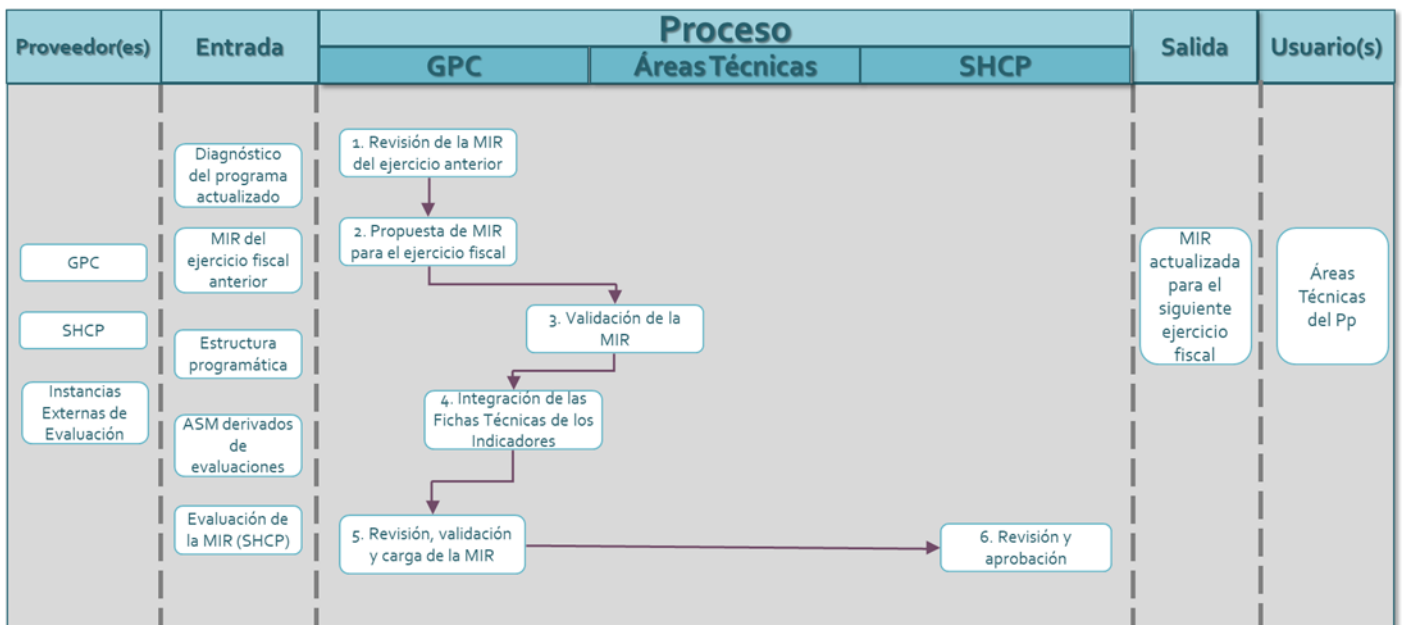 Proveedor(es)
Entrada
Proceso
GPC
Áreas Técnicas
SHCP
Salida
Usuario(s)
GPC
SHCP
Instancias
Externas de
Evaluación
Diagnóstico
del programa
actualizado
MIR del
ejercicio fiscal
anterior
Estructura
programática
ASM derivados
de
evaluaciones
Evaluación de
la MIR (SHCP)
1. Revisión de la MIR
del ejercicio anterior
2. Propuesta de MIR
para el ejercicio fiscal
3. Validación de la
MIR
4. Integración de las
Fichas Técnicas de los
Indicadores
5. Revisión, validación
y carga de la MIR
6. Revisión y
aprobación
MIR
actualizada
para el
siguiente
ejercicio
fiscal
Áreas
Técnicas
del Pp